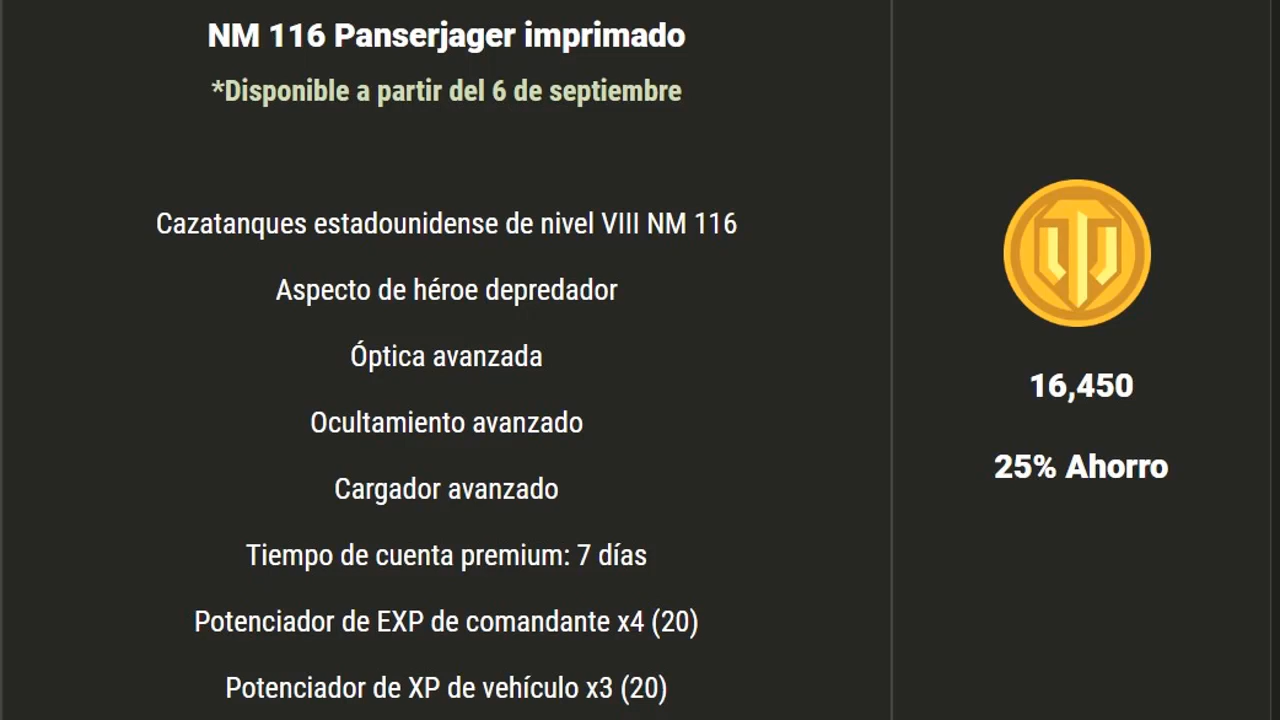 NM 116 Panserjager imprimado
*Disponible a partir del 6 de septiembre
Cazatanques estadounidense de nivel VIII NM 116
Aspecto de héroe depredador
Óptica avanzada
Ocultamiento avanzado
Cargador avanzado
Tiempo de cuenta premium: 7 días
Potenciador de EXP de comandante x4 (20)
Potenciador de XP de vehículo x3 (20)
16,450
25% Ahorro